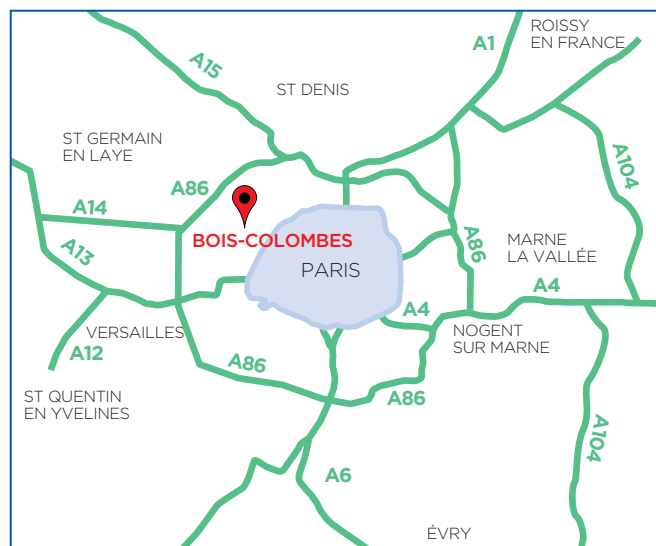 ROISSY
EN FRANCE
A1
A15
ST DENIS
ST GERMAIN
EN LAYE
A104
A86
A14
BOIS-COLOMBES
A86
MARNE
LA VALLÉE
A13
PARIS
A4
A4
VERSAILLES
NOGENT
SUR MARNE
A12
A86
A86
ST QUENTIN
EN YVELINES
A104
A6
ÉVRY